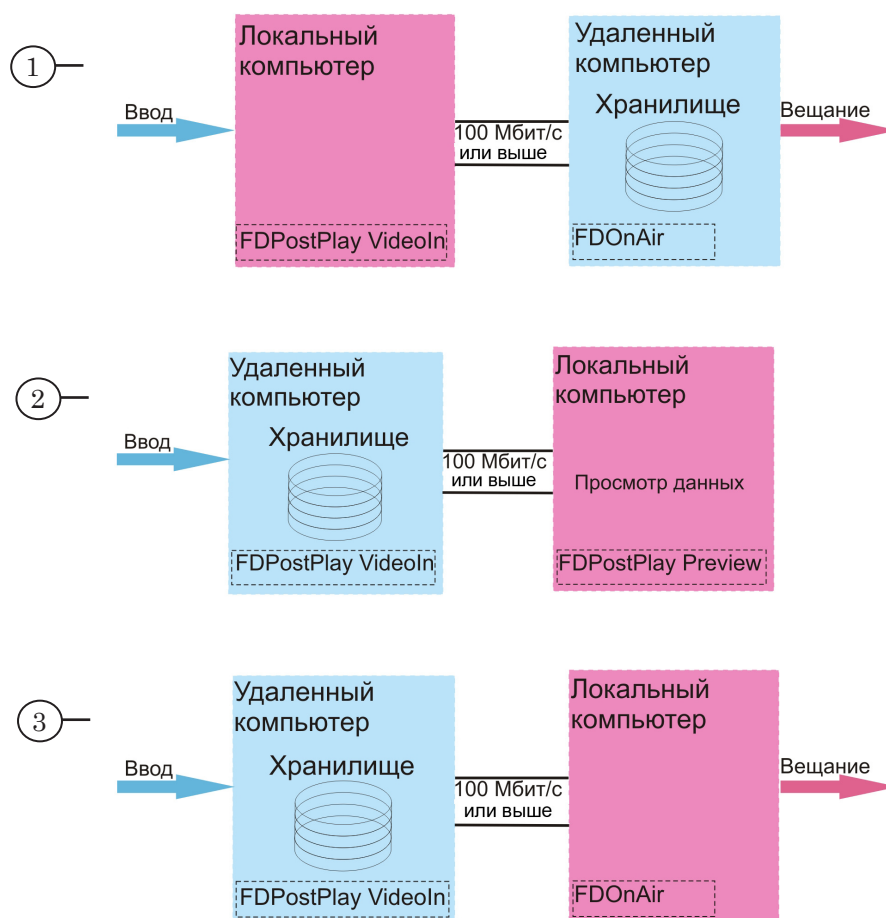 1
Локальный
компьютер
Удаленный
компьютер
Ввод
100 Мбит/с
или выше
Хранилище
Вещание
FDPostPlay VideoIn
FDOnAir
2
Удаленный
компьютер
Локальный
компьютер
Ввод
Хранилище
100 Мбит/с
или выше
Просмотр данных
FDPostPlay VideoIn
FDPostPlay Preview
3
Удаленный
компьютер
Локальный
компьютер
Ввод
Хранилище
100 Мбит/с
или выше
Вещание
FDPostPlay VideoIn
FDOnAir